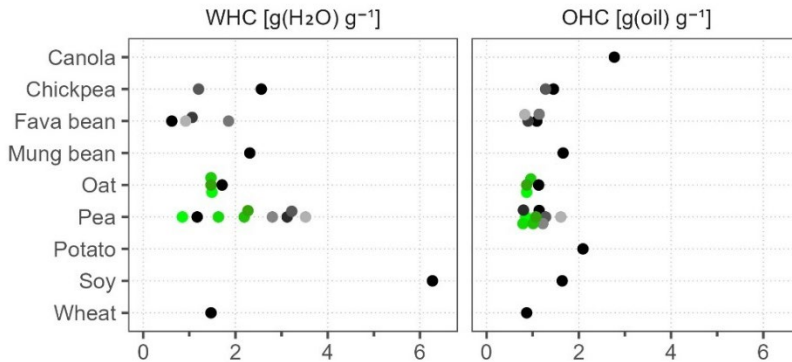 WHC [g(H₂O) g⁻¹] OHC [g(oil) g⁻¹]
Canola
Chickpea
Fava bean
Mung bean
Oat
Pea
Potato
Soy
Wheat
0 2 4 6 0 2 4 6